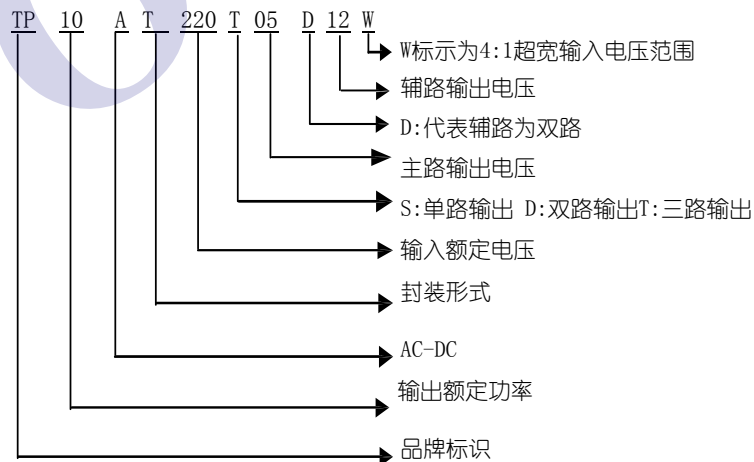 TP 10 A T 220 T 05 D 12 W
W标示为4:1超宽输入电压范围
辅路输出电压
D:代表辅路为双路
主路输出电压
S:单路输出 D:双路输出T:三路输出
输入额定电压
封装形式
AC-DC
输出额定功率
品牌标识